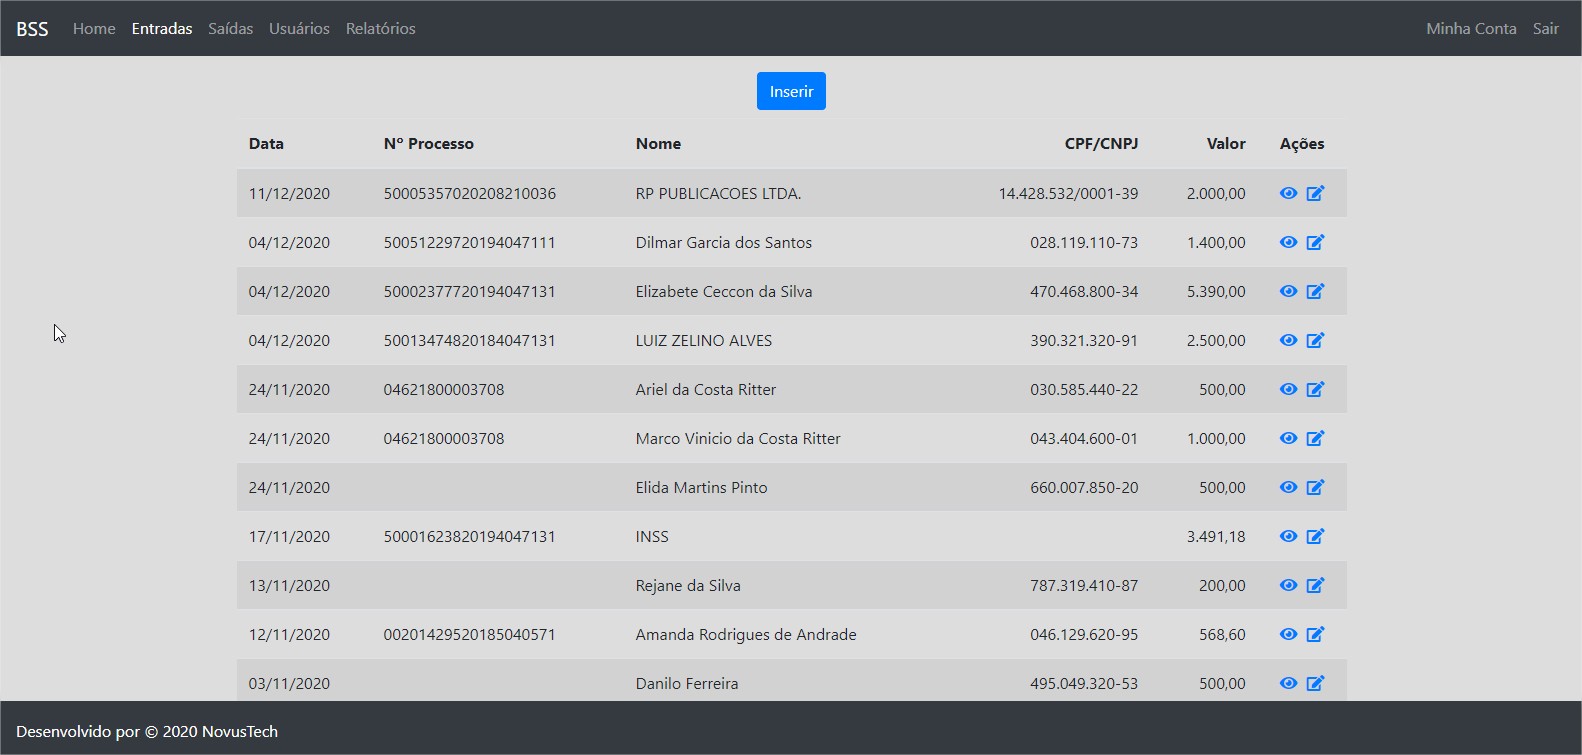 BSS Home Entradas Saídas Usuários Relatórios Minha Conta Sair
Inserir
Data Nº Processo Nome CPF/CNPJ Valor Ações
11/12/2020 50005357020208210036 RP PUBLICACOES LTDA. 14.428.532/0001-39 2.000,00
04/12/2020 50051229720194047111 Dilmar Garcia dos Santos 028.119.110-73 1.400,00
04/12/2020 50002377720194047131 Elizabete Ceccon da Silva 470.468.800-34 5.390,00
04/12/2020 50013474820184047131 LUIZ ZELINO ALVES 390.321.320-91 2.500,00
24/11/2020 04621800003708 Ariel da Costa Ritter 030.585.440-22 500,00
24/11/2020 04621800003708 Marco Vinicio da Costa Ritter 043.404.600-01 1.000,00
24/11/2020 Elida Martins Pinto 660.007.850-20 500,00
17/11/2020 50001623820194047131 INSS 3.491,18
13/11/2020 Rejane da Silva 787.319.410-87 200,00
12/11/2020 00201429520185040571 Amanda Rodrigues de Andrade 046.129.620-95 568,60
03/11/2020 Danilo Ferreira 495.049.320-53 500,00
Desenvolvido por © 2020 NovusTech